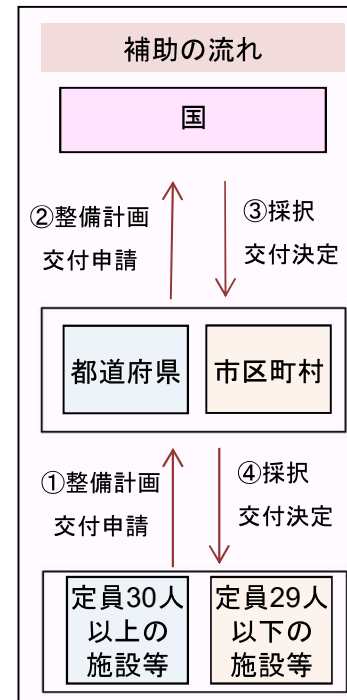 補助の流れ
国
②整備計画
交付申請
③採択
交付決定
都道府県
市区町村
①整備計画
交付申請
④採択
交付決定
定員30人
以上の
施設等
定員29人
以下の
施設等